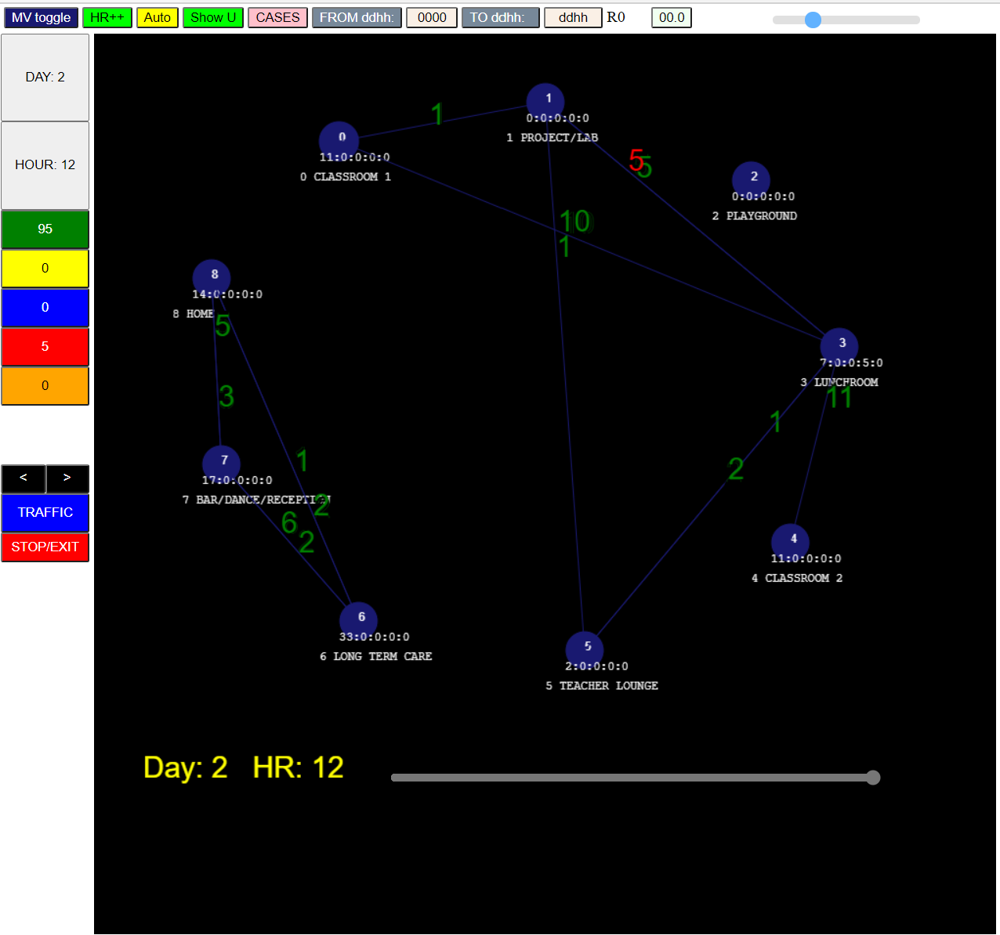 MV toggle HR++ Auto Show U CASES FROM ddhh: 0000 TO ddhh: ddhh R0 00.0
DAY: 2
HOUR: 12
95
0
0
5
0
< >
TRAFFIC
STOP/EXIT
1
0:0:0:0:0
1 PROJECT/LAB
1
0
11:0:0:0:0
0 CLASSROOM 1
5
5
2
0:0:0:0:0
2 PLAYGROUND
10
1
8
14:0:0:0:0
8 HOME
5
3
7:0:0:5:0
3 LUNCHROOM
11
3
1
7
17:0:0:0:0
7 BAR/DANCE/RECEPTION
1
2
2
6
2
4
11:0:0:0:0
4 CLASSROOM 2
6
33:0:0:0:0
6 LONG TERM CARE
5
2:0:0:0:0
5 TEACHER LOUNGE
Day: 2 HR: 12